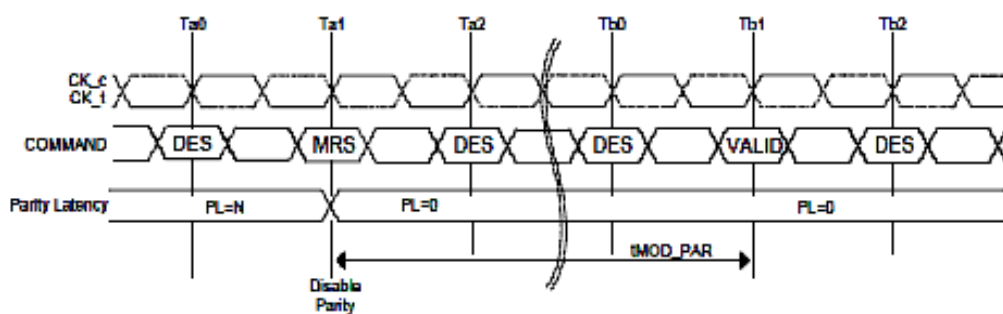 Ta0 Ta1 Ta2 Tb0 Tb1 Tb2
CK_c
CK_t
COMMAND DES MRS DES DES VALID DES
Parity Latency PL=N PL=0 PL=0
tMOD_PAR
Disable
Parity